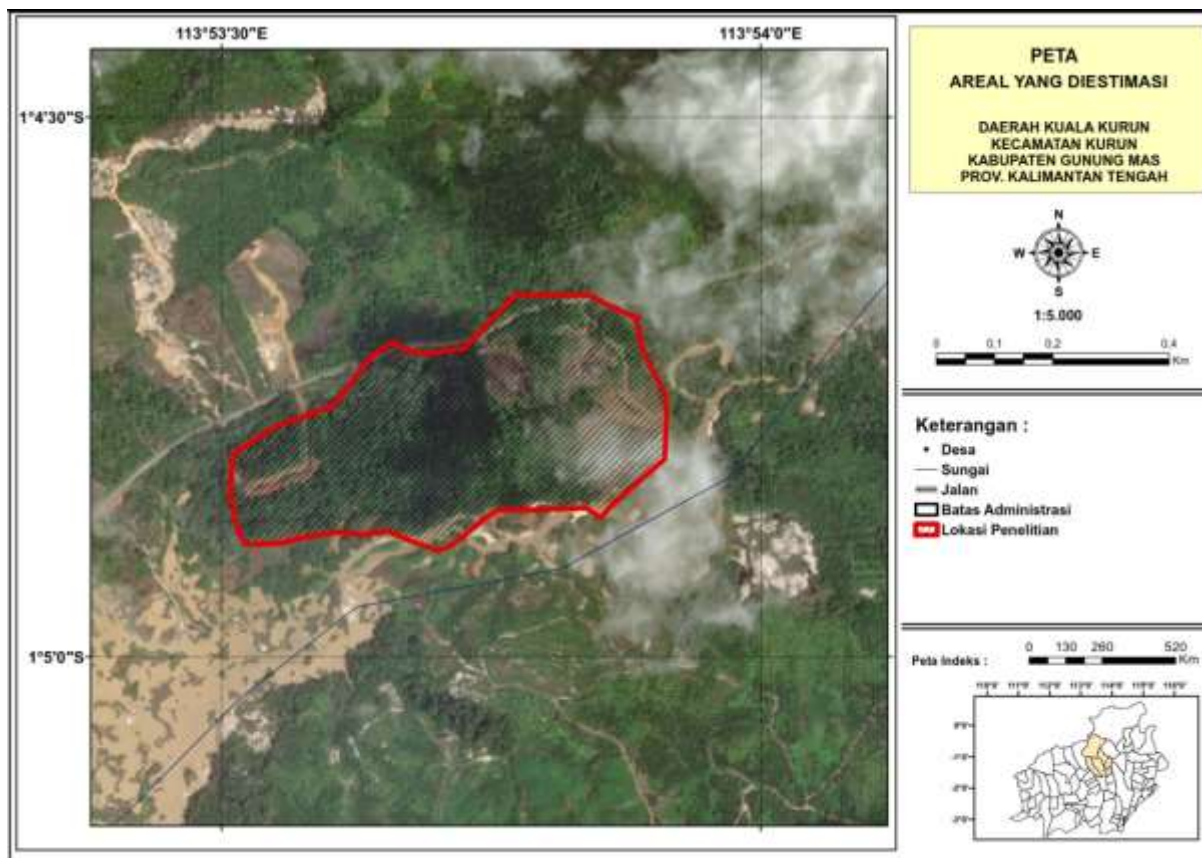 113°53'30"E
113°54'0"E
1°4'30"S
1°5'0"S
PETA
AREAL YANG DIESTIMASI
DAERAH KUALA KURUN
KECAMATAN KURUN
KABUPATEN GUNUNG MAS
PROV. KALIMANTAN TENGAH
N
W
E
S
1:5.000
0
0,1
0,2
0,4
Km
Keterangan :
Desa
Sungai
Jalan
Batas Administrasi
Lokasi Penelitian
Peta Indeks :
0 130 260 520
Km